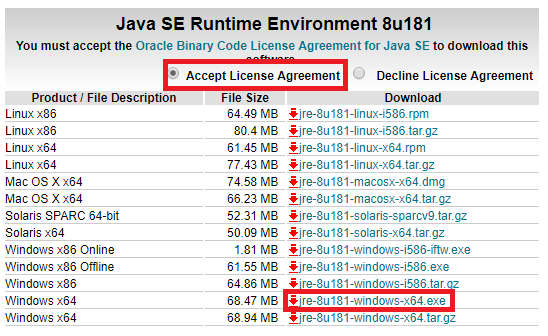 Java SE Runtime Environment 8u181
You must accept the Oracle Binary Code License Agreement for Java SE to download this
software.
Accept License Agreement Decline License Agreement
Product / File Description File Size Download
Linux x86 64.49 MB jre-8u181-linux-i586.rpm
Linux x86 80.4 MB jre-8u181-linux-i586.tar.gz
Linux x64 61.45 MB jre-8u181-linux-x64.rpm
Linux x64 77.43 MB jre-8u181-linux-x64.tar.gz
Mac OS X x64 74.58 MB jre-8u181-macosx-x64.dmg
Mac OS X x64 66.23 MB jre-8u181-macosx-x64.tar.gz
Solaris SPARC 64-bit 52.31 MB jre-8u181-solaris-sparcv9.tar.gz
Solaris x64 50.09 MB jre-8u181-solaris-x64.tar.gz
Windows x86 Online 1.81 MB jre-8u181-windows-i586-iftw.exe
Windows x86 Offline 61.55 MB jre-8u181-windows-i586.exe
Windows x86 64.86 MB jre-8u181-windows-i586.tar.gz
Windows x64 68.47 MB jre-8u181-windows-x64.exe
Windows x64 68.94 MB jre-8u181-windows-x64.tar.gz